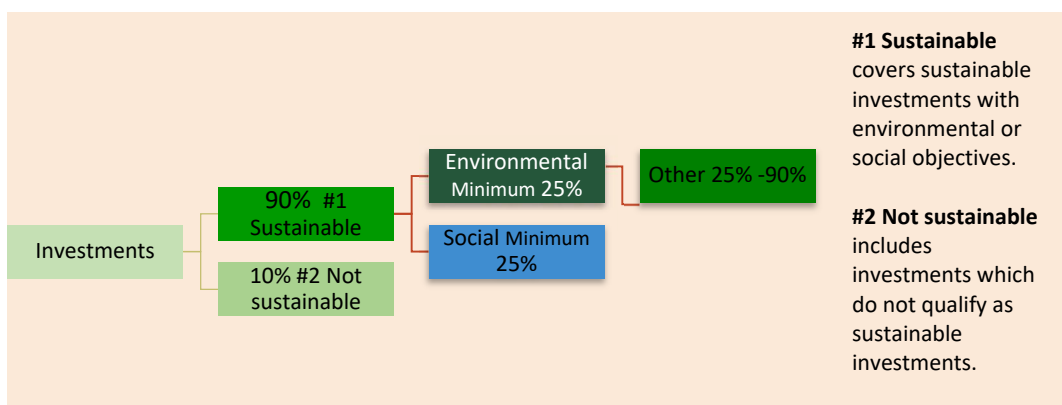 Investments
90% #1
Sustainable
10% #2 Not
sustainable
Environmental
Minimum 25%
Social Minimum
25%
Other 25% -90%
#1 Sustainable
covers sustainable
investments with
environmental or
social objectives.
#2 Not sustainable
includes
investments which
do not qualify as
sustainable
investments.